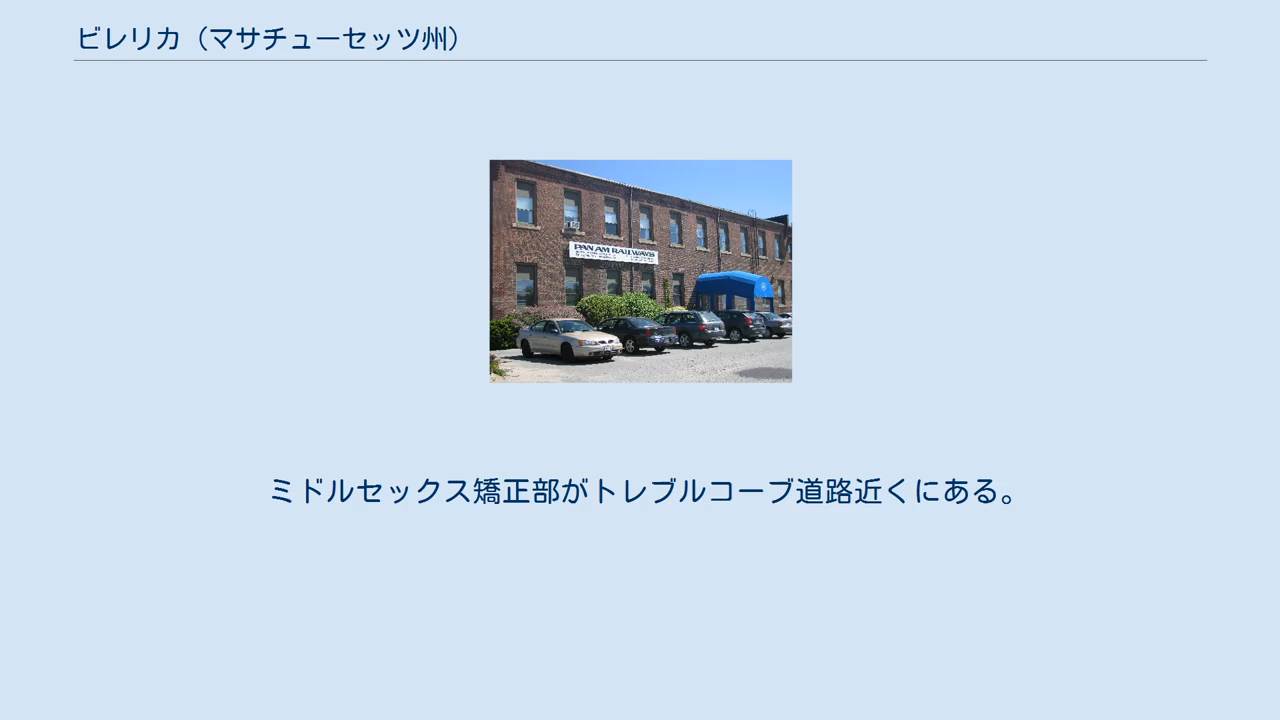 ビレリカ（マサチューセッツ州）
PAN AM RAILWAYS
ミドルセックス矯正部がトレブルコーブ道路近くにある。